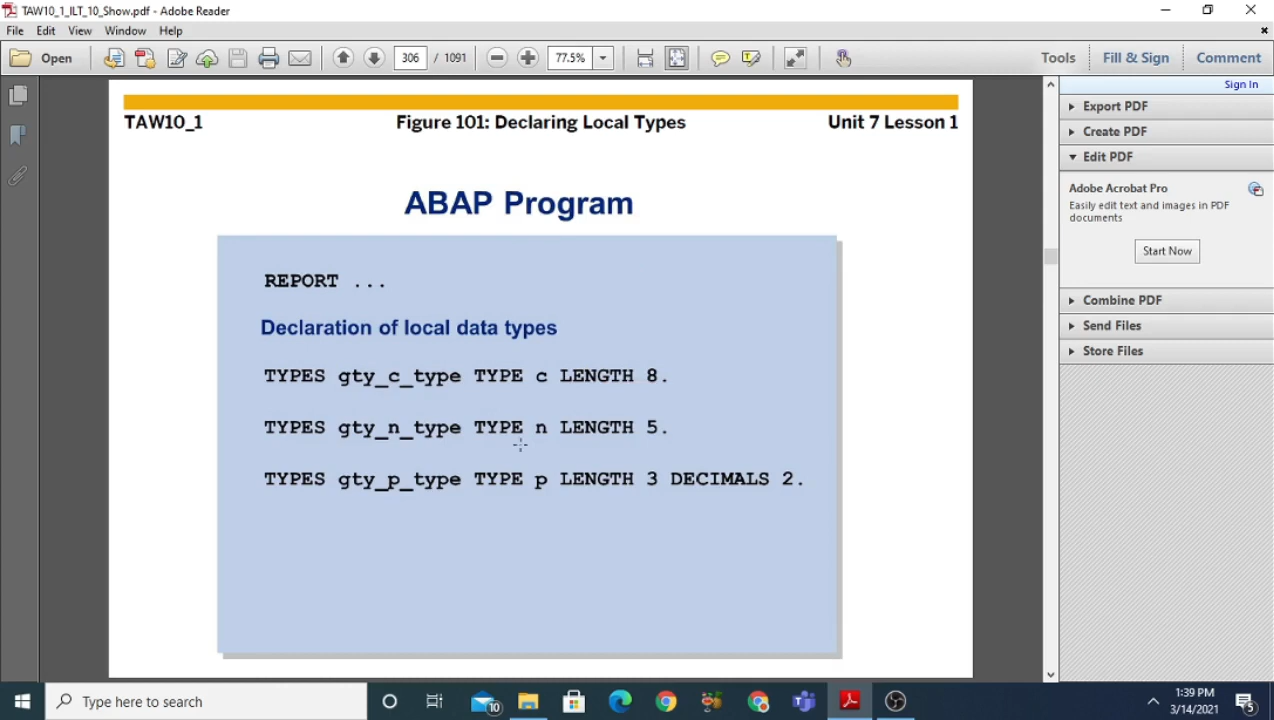 TAW10_1_ILT_10_Show.pdf - Adobe Reader
File Edit View Window Help
Open 306 / 1091 77.5% Tools Fill & Sign Comment
Sign In
TAW10_1 Figure 101: Declaring Local Types Unit 7 Lesson 1
ABAP Program
REPORT ...
Declaration of local data types
TYPES gty_c_type TYPE c LENGTH 8.
TYPES gty_n_type TYPE n LENGTH 5.
TYPES gty_p_type TYPE p LENGTH 3 DECIMALS 2.
Export PDF
Create PDF
Edit PDF
Adobe Acrobat Pro
Easily edit text and images in PDF
documents
Start Now
Combine PDF
Send Files
Store Files
Type here to search
10
1:39 PM
3/14/2021
5